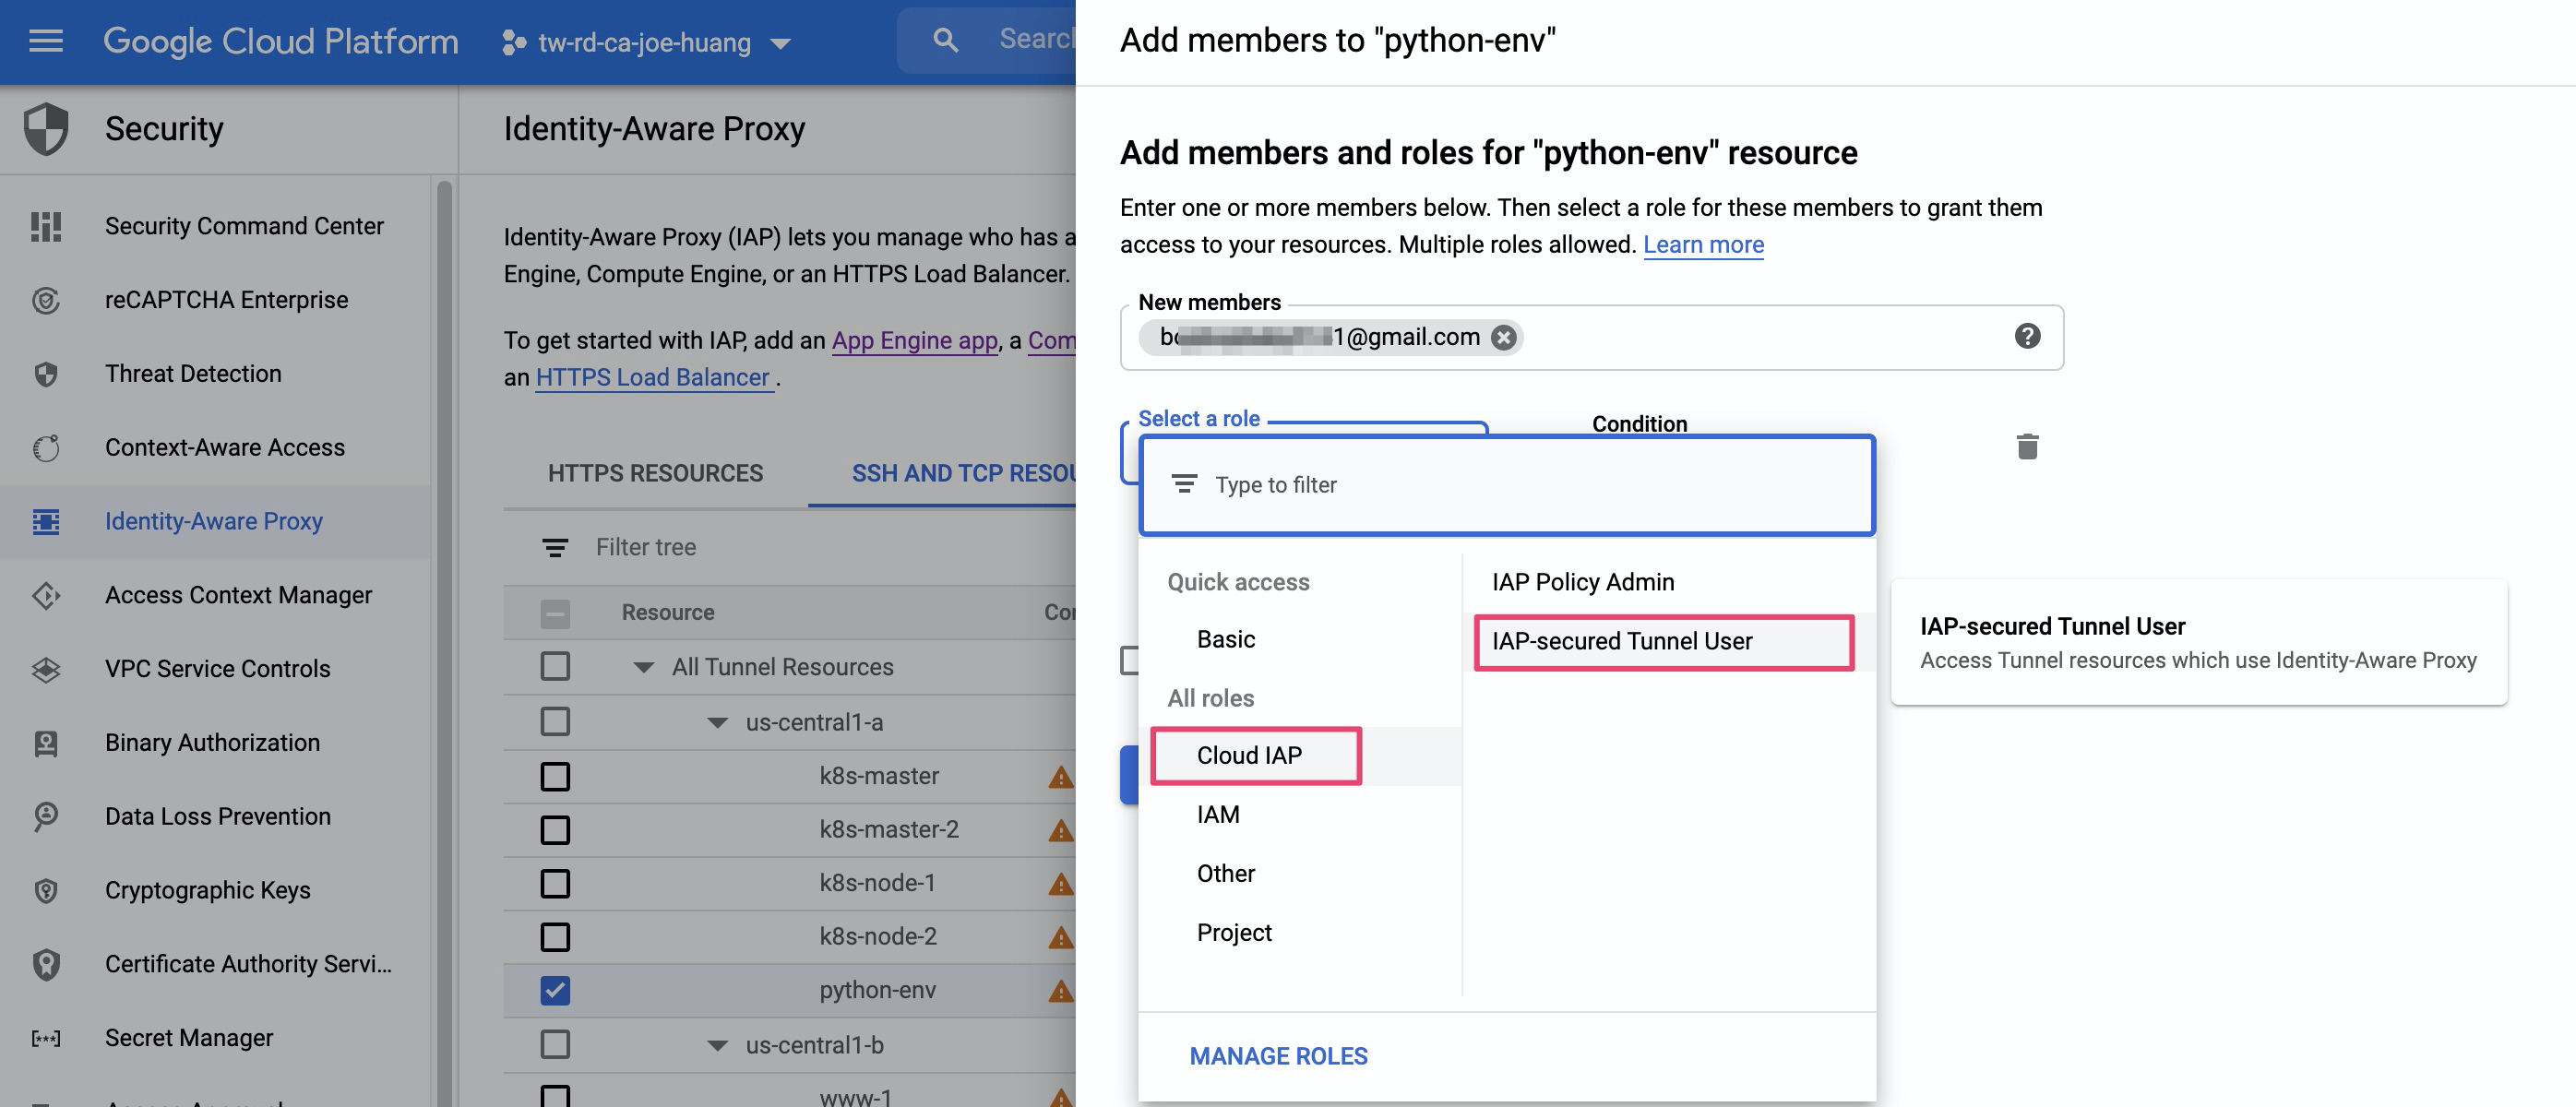 Google Cloud Platform
tw-rd-ca-joe-huang
Search
Security
Security Command Center
reCAPTCHA Enterprise
Threat Detection
Context-Aware Access
Identity-Aware Proxy
Access Context Manager
VPC Service Controls
Binary Authorization
Data Loss Prevention
Cryptographic Keys
Certificate Authority Servi...
Secret Manager
Identity-Aware Proxy
Identity-Aware Proxy (IAP) lets you manage who has a
Engine, Compute Engine, or an HTTPS Load Balancer.
To get started with IAP, add an App Engine app, a Com
an HTTPS Load Balancer .
HTTPS RESOURCES
SSH AND TCP RESOU
Filter tree
Resource
Con
All Tunnel Resources
us-central1-a
k8s-master
k8s-master-2
k8s-node-1
k8s-node-2
python-env
us-central1-b
www-1
Add members to "python-env"
Add members and roles for "python-env" resource
Enter one or more members below. Then select a role for these members to grant them
access to your resources. Multiple roles allowed. Learn more
New members
1@gmail.com
Select a role
Condition
Type to filter
Quick access
Basic
All roles
Cloud IAP
IAM
Other
Project
IAP Policy Admin
IAP-secured Tunnel User
MANAGE ROLES
IAP-secured Tunnel User
Access Tunnel resources which use Identity-Aware Proxy